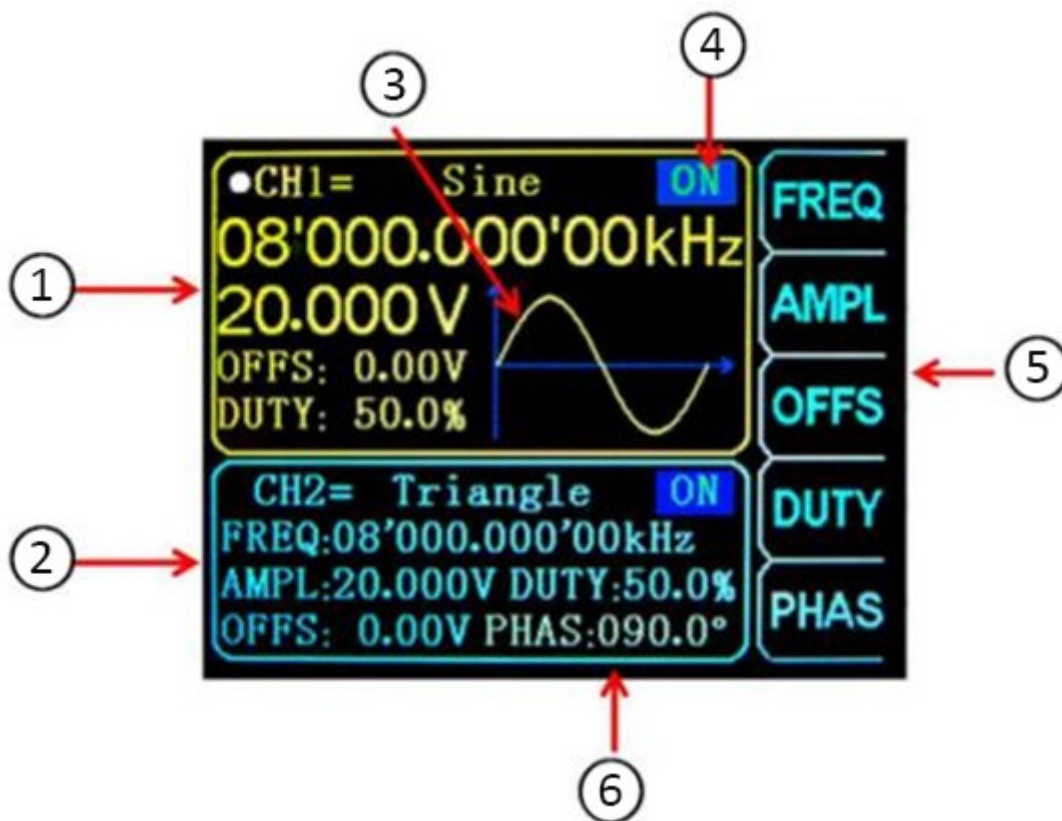 4
3
●CH1= Sine ON
08'000.000'00kHz
20.000V
OFFS: 0.00V
DUTY: 50.0%
1
CH2= Triangle ON
FREQ:08'000.000'00kHz
AMPL:20.000V DUTY:50.0%
OFFS: 0.00V PHAS:090.0°
2
FREQ
AMPL
OFFS
DUTY
PHAS
5
6